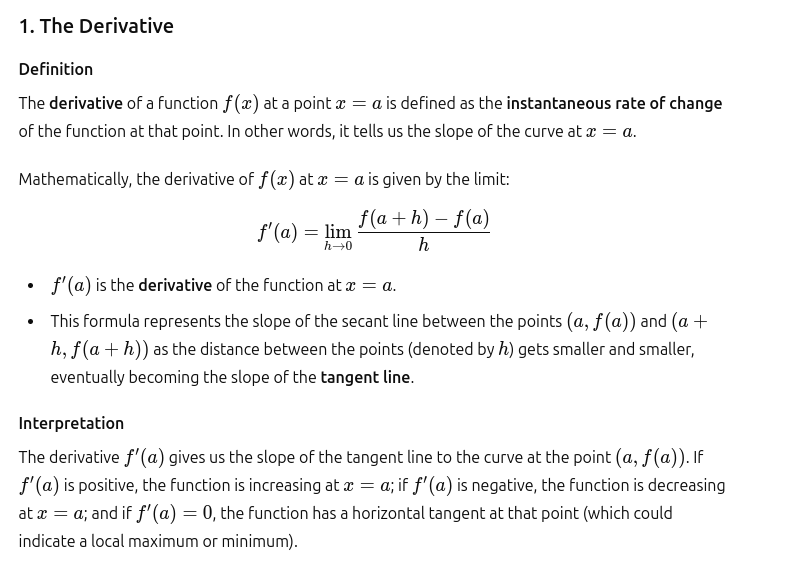 1. The Derivative
Definition
The derivative of a function f(x) at a point x = a is defined as the instantaneous rate of change
of the function at that point. In other words, it tells us the slope of the curve at x = a.
Mathematically, the derivative of f(x) at x = a is given by the limit:
f′(a) = lim_{h→0} \frac{f(a + h) − f(a)}{h}
• f′(a) is the derivative of the function at x = a.
• This formula represents the slope of the secant line between the points (a, f(a)) and (a +
h, f(a + h)) as the distance between the points (denoted by h) gets smaller and smaller,
eventually becoming the slope of the tangent line.
Interpretation
The derivative f′(a) gives us the slope of the tangent line to the curve at the point (a, f(a)). If
f′(a) is positive, the function is increasing at x = a; if f′(a) is negative, the function is decreasing
at x = a; and if f′(a) = 0, the function has a horizontal tangent at that point (which could
indicate a local maximum or minimum).